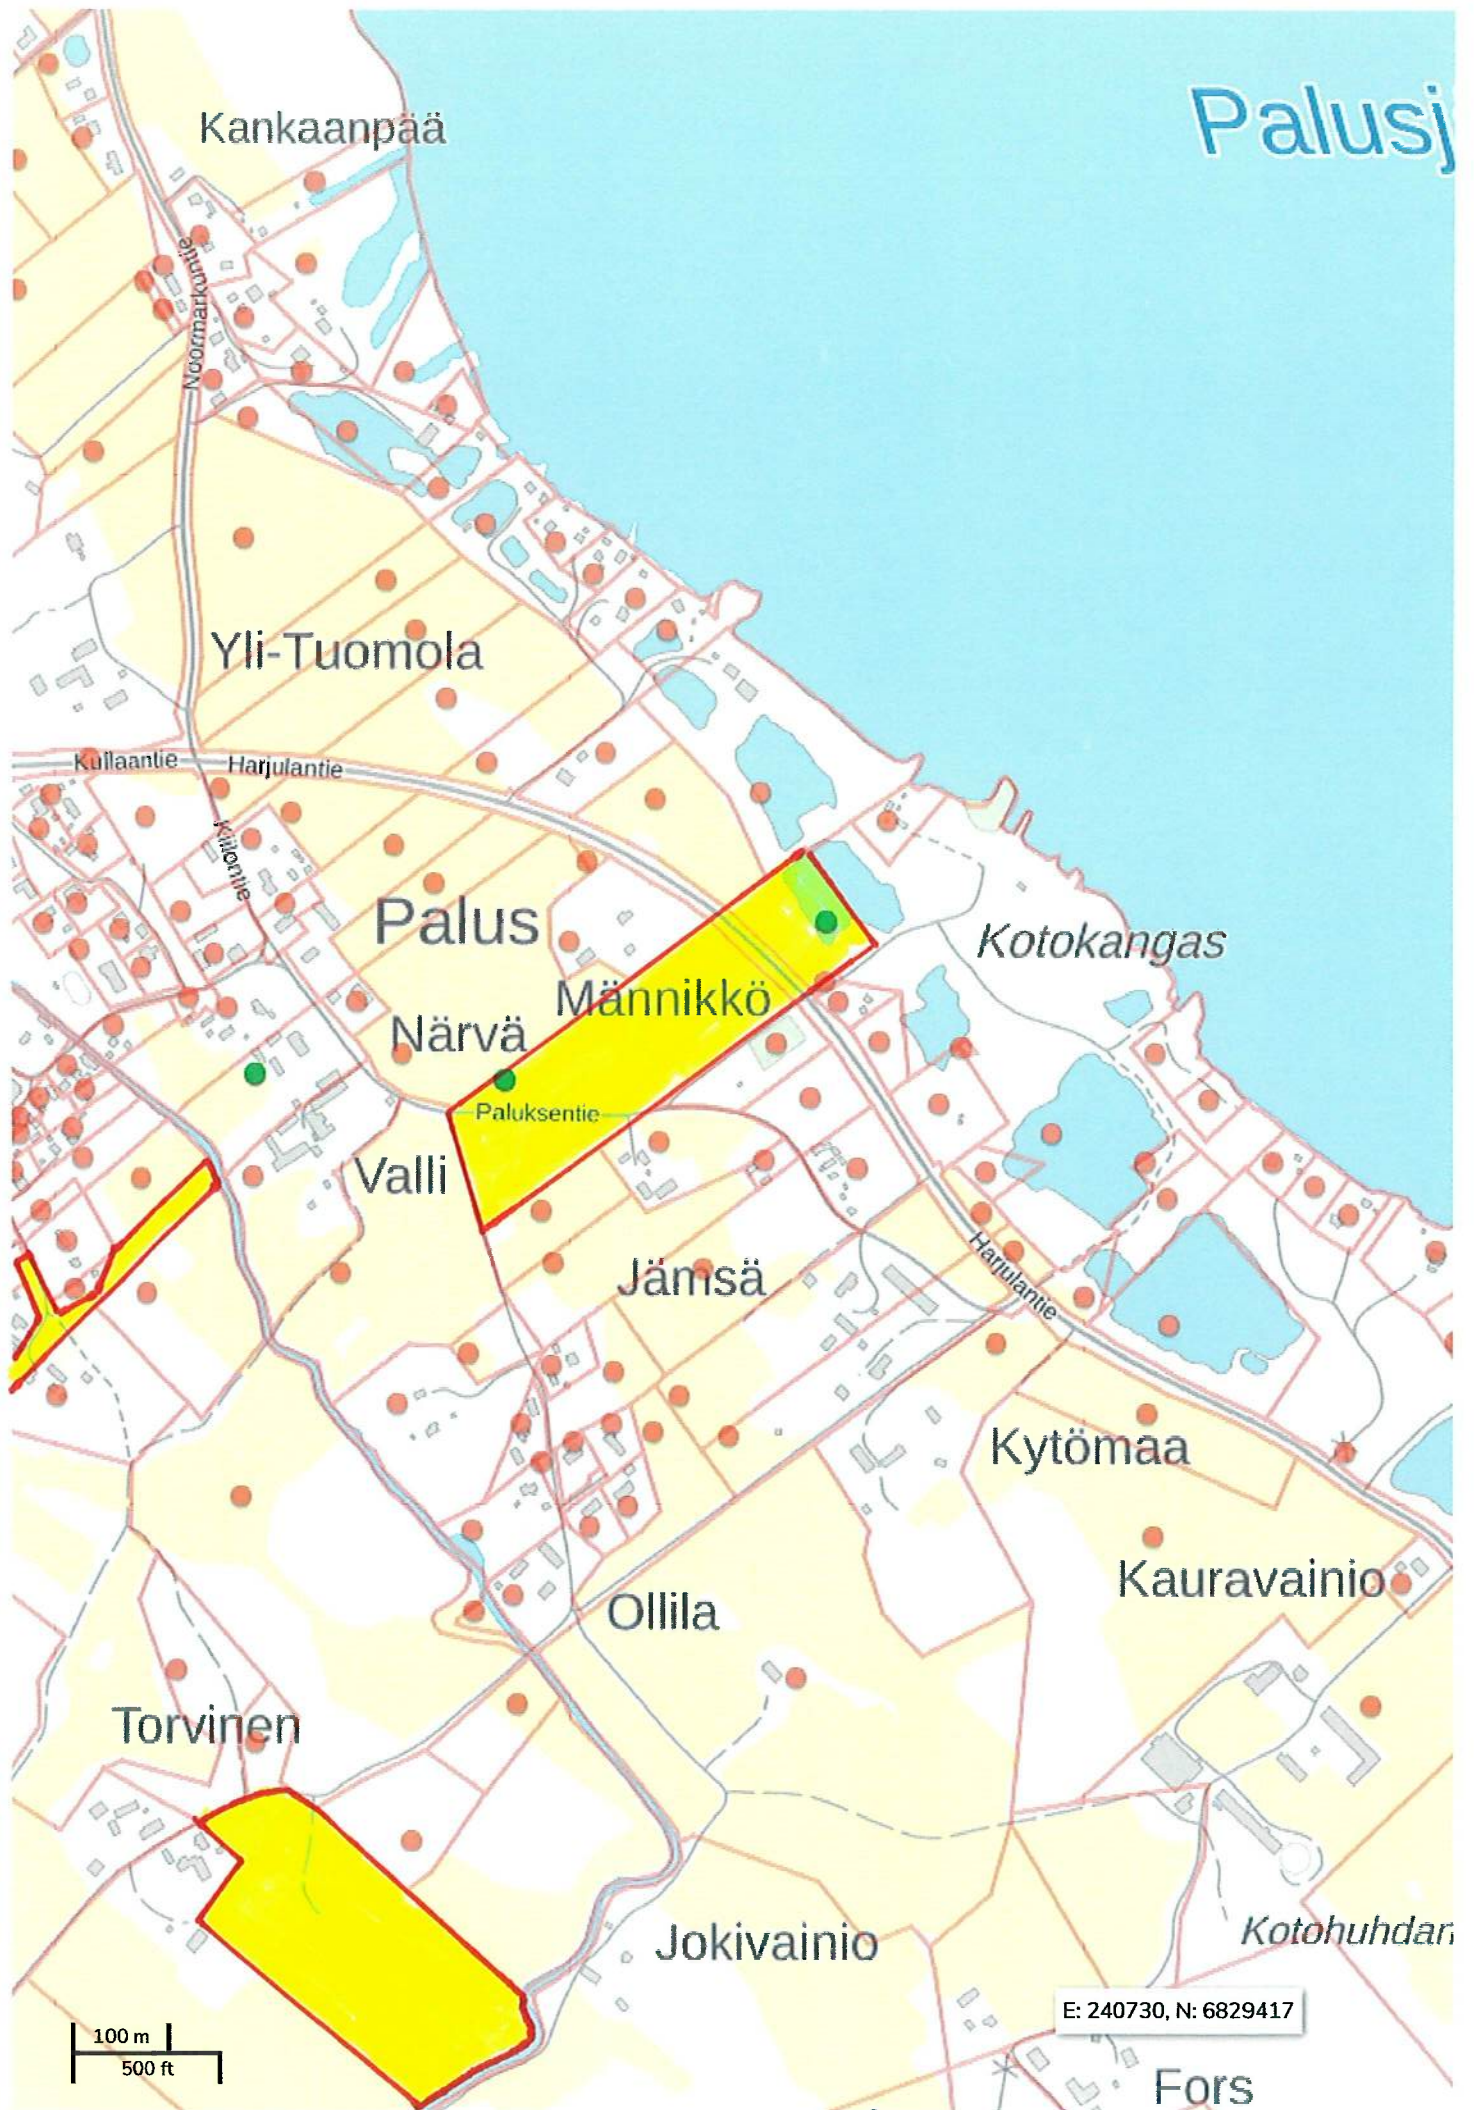 Palusj
Kankaanpää
Noormarkuntie
Yli-Tuomola
Kullaantie
Harjulantie
Kiilontie
Palus
Kotokangas
Männikkö
Närvä
Paluksentie
Valli
Jämsä
Harjulantie
Kytömaa
Kauravainio
Ollila
Torvinen
Jokivainio
Kotohuhdan
E: 240730, N: 6829417
100 m
500 ft
Fors